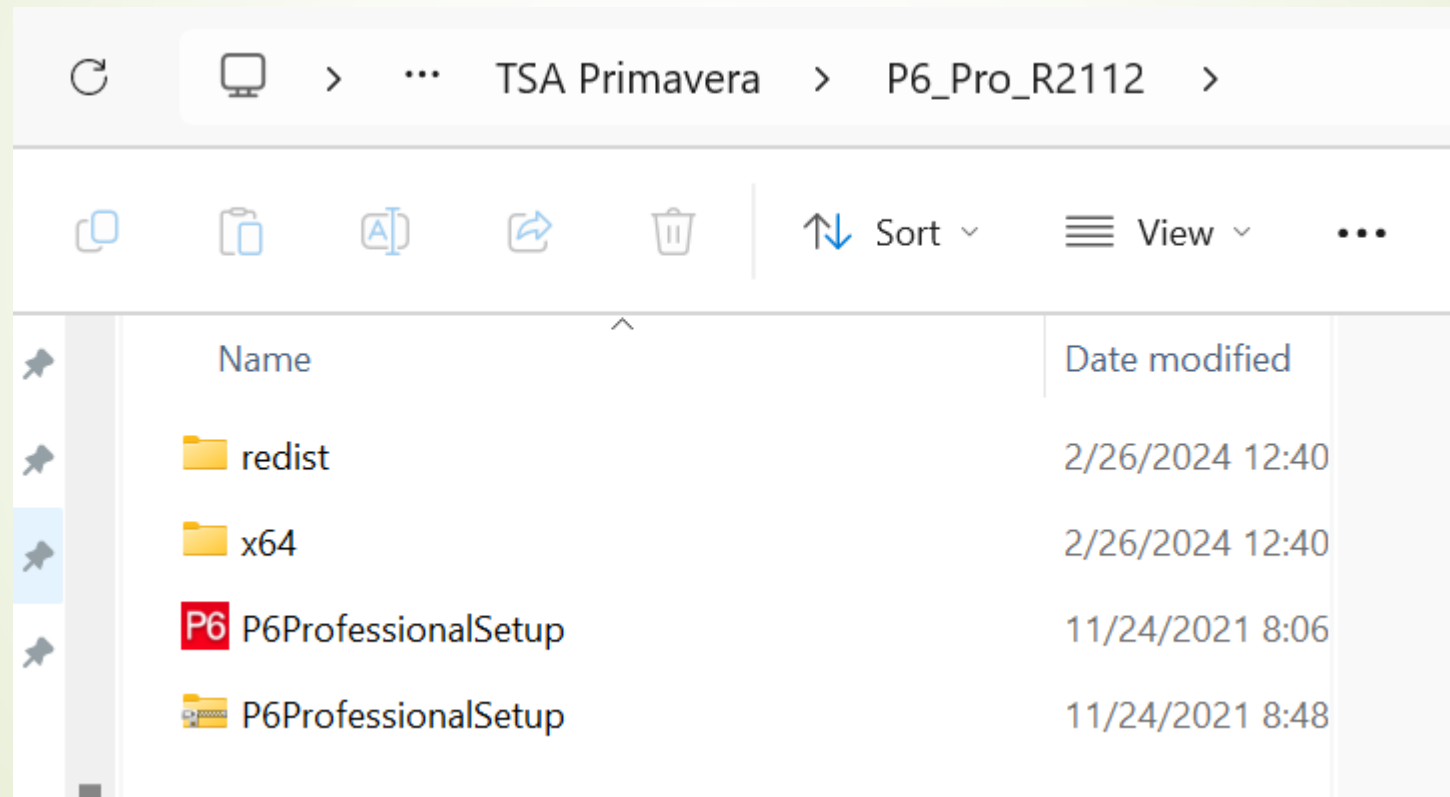 ··· TSA Primavera > P6_Pro_R2112 >
Sort View ···
Name Date modified
redist 2/26/2024 12:40
x64 2/26/2024 12:40
P6 P6ProfessionalSetup 11/24/2021 8:06
P6ProfessionalSetup 11/24/2021 8:48